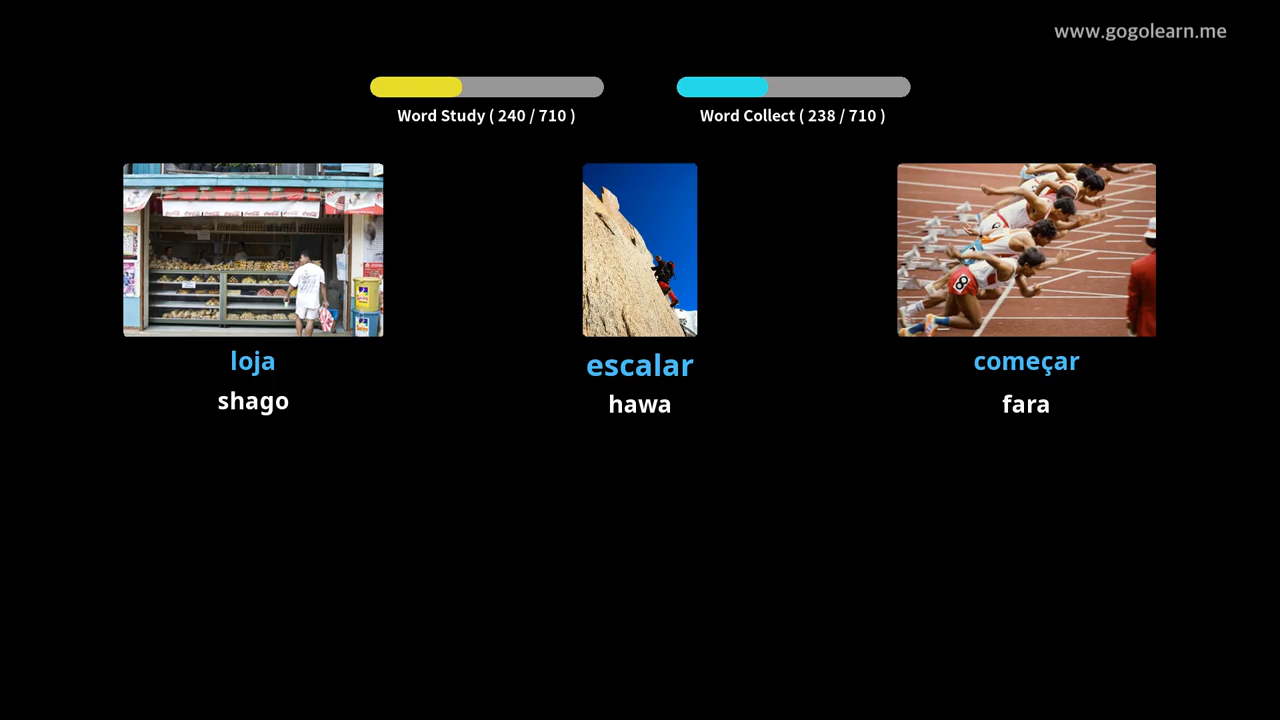 www.gogolearn.me
Word Study ( 240 / 710 )
Word Collect ( 238 / 710 )
loja
shago
escalar
hawa
começar
fara